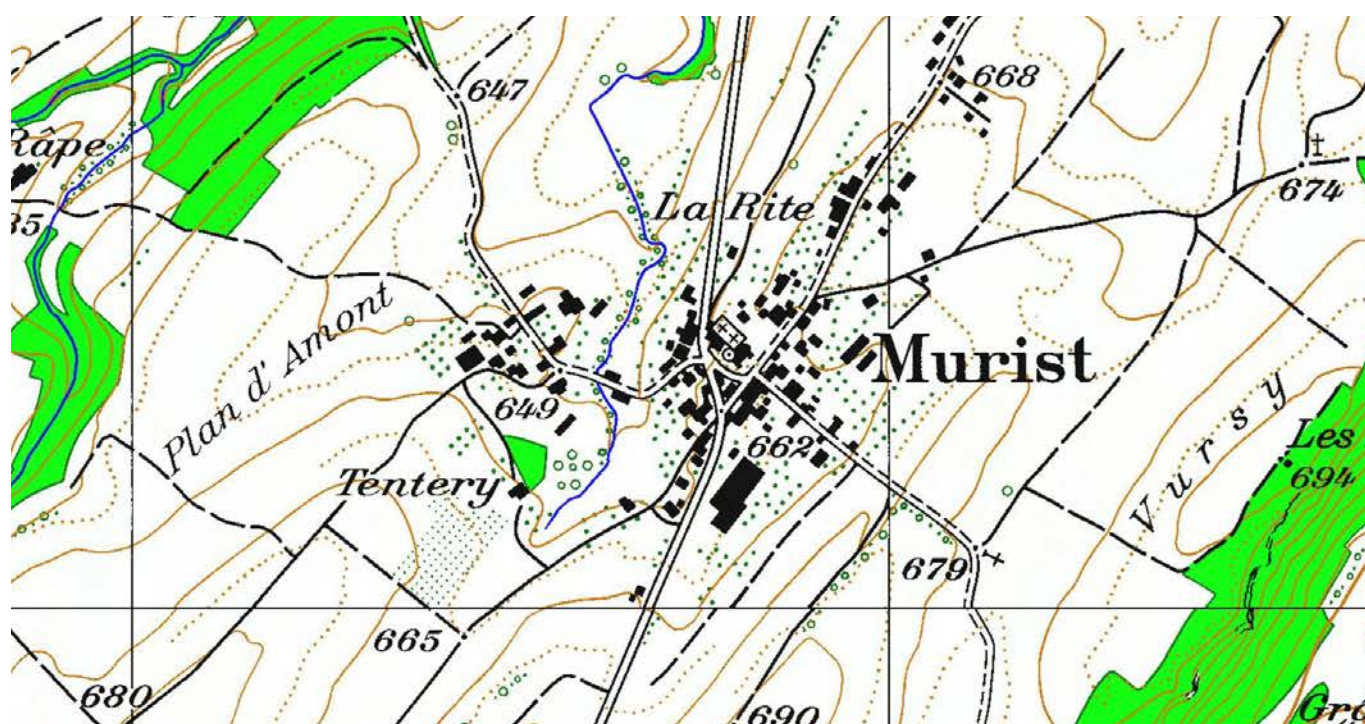 647
668
Râpe
La Rite
674
Plan d'Amont
Murist
649
662
Vursy
Les
694
Tentery
679
665
680
690